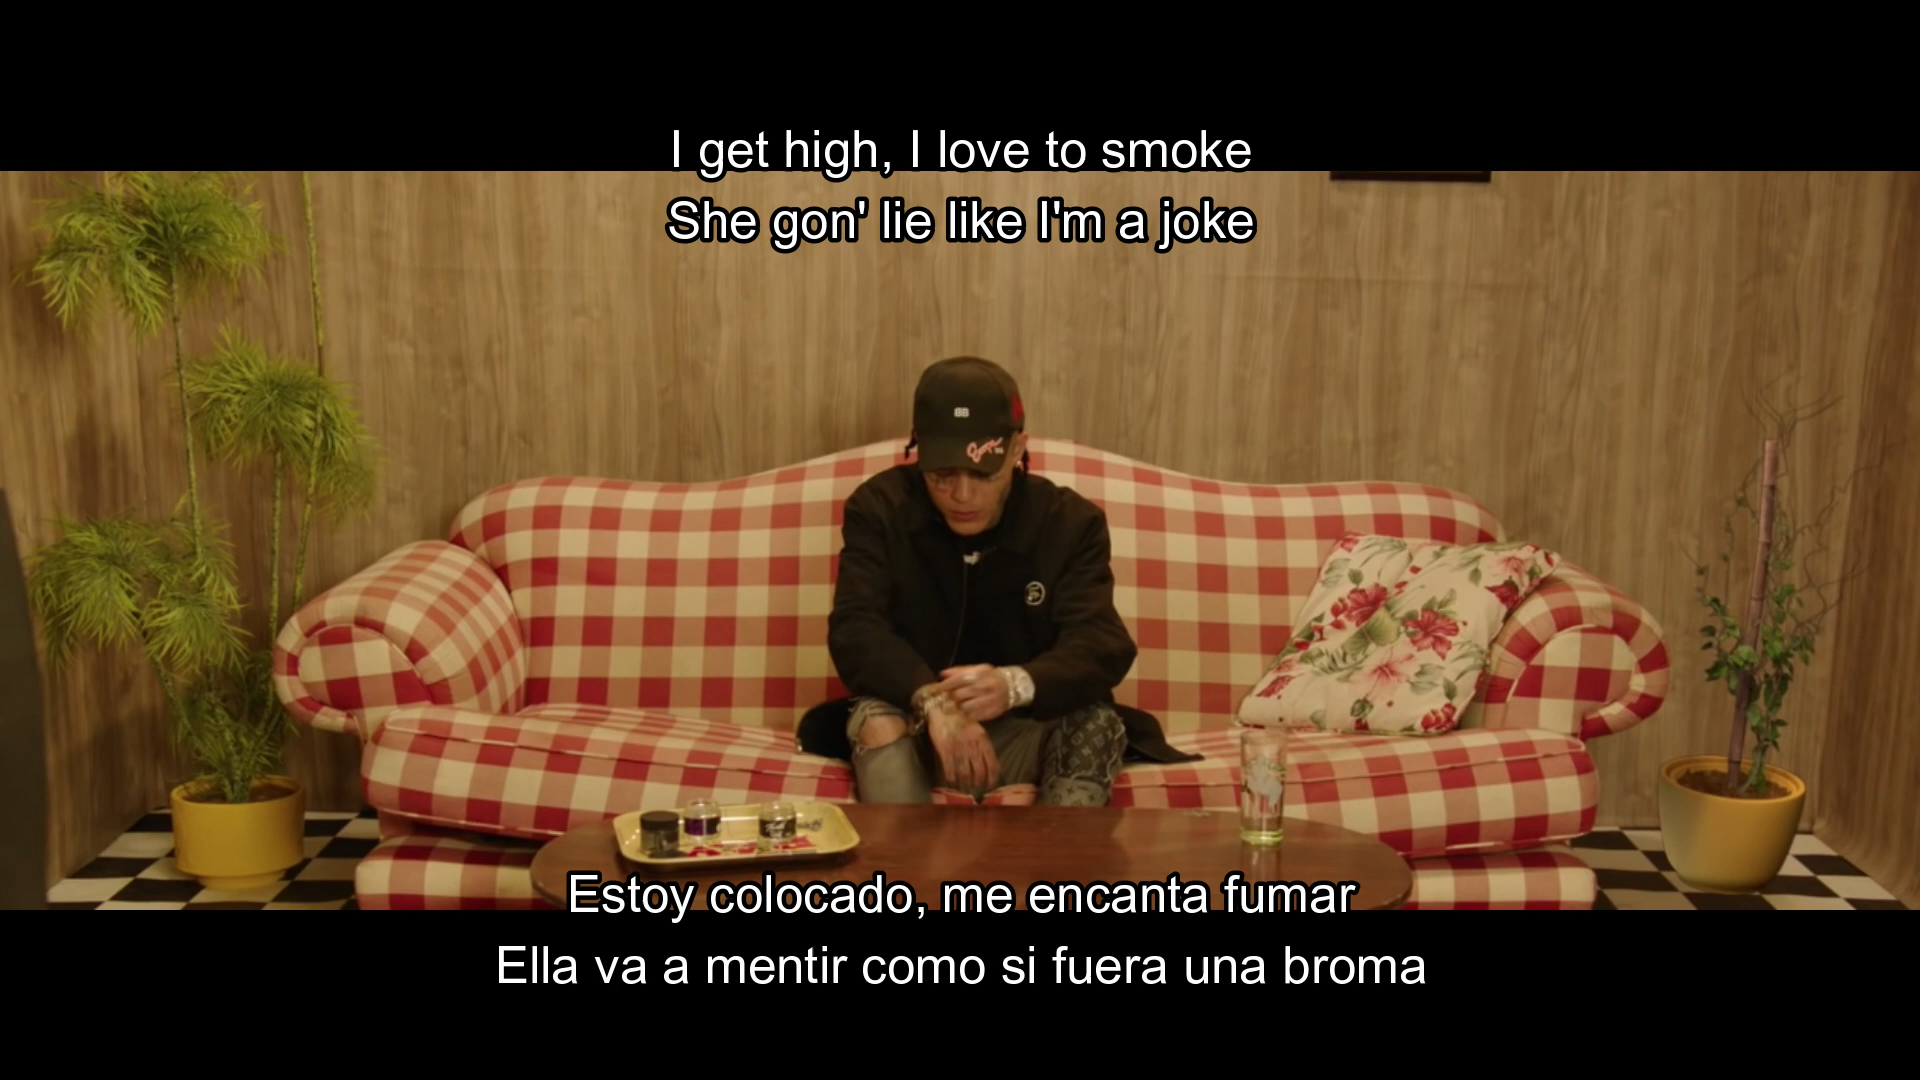 I get high, I love to smoke
She gon' lie like I'm a joke
BB
Estoy colocado, me encanta fumar
Ella va a mentir como si fuera una broma